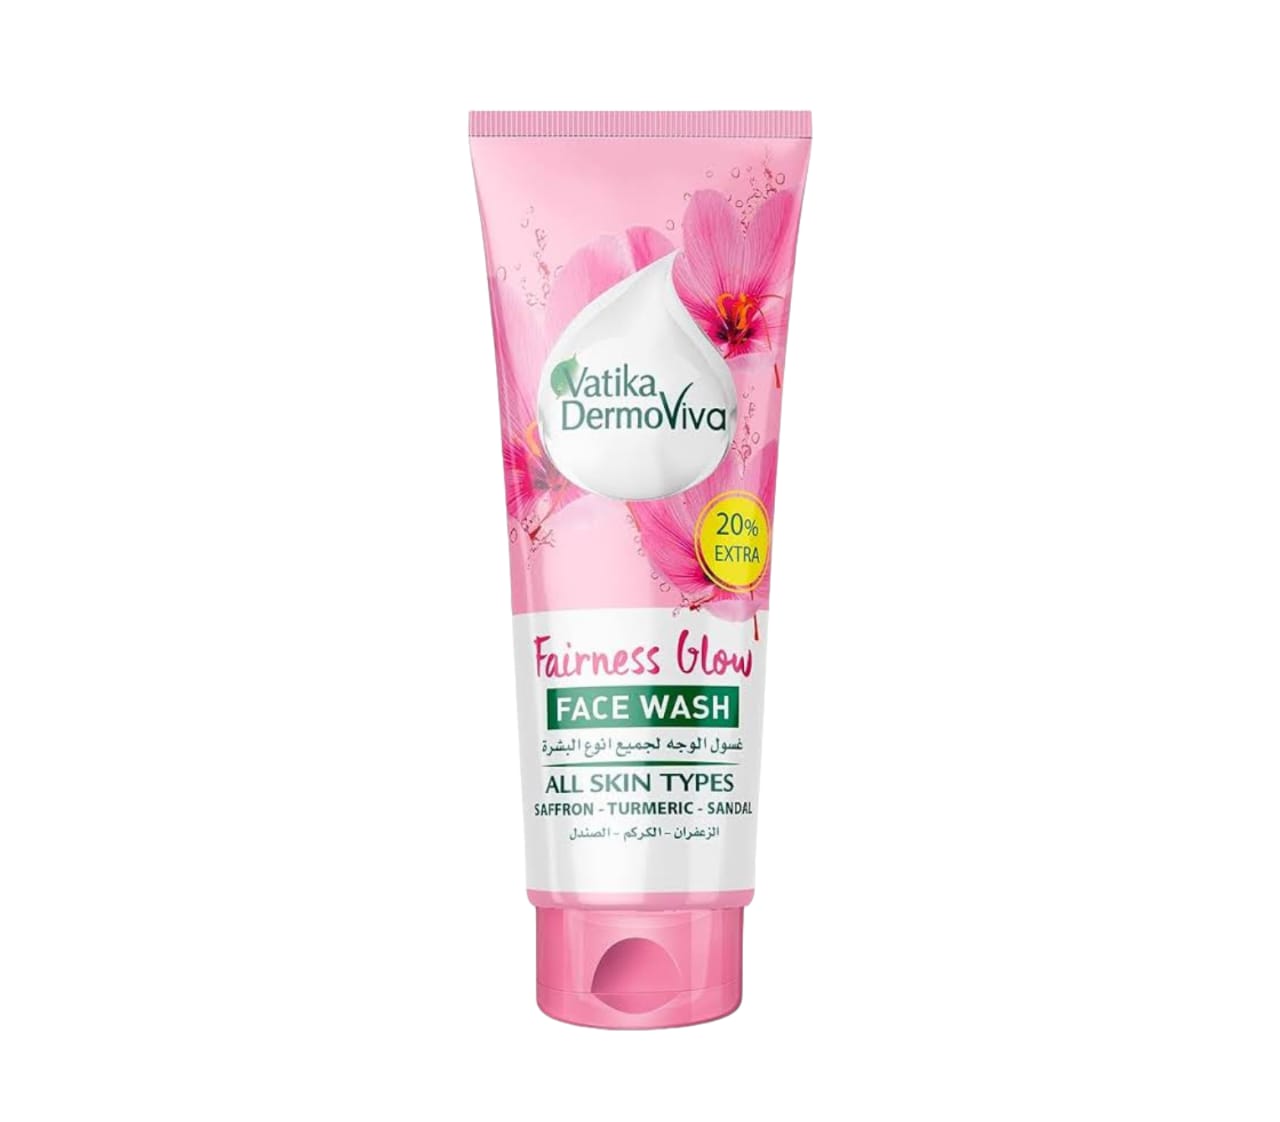 Vatika
DermoViva
20%
EXTRA
Fairness Glow
FACE WASH
غسول الوجه لجميع انوع البشرة
ALL SKIN TYPES
SAFFRON - TURMERIC - SANDAL
الزعفران - الكركم - الصندل